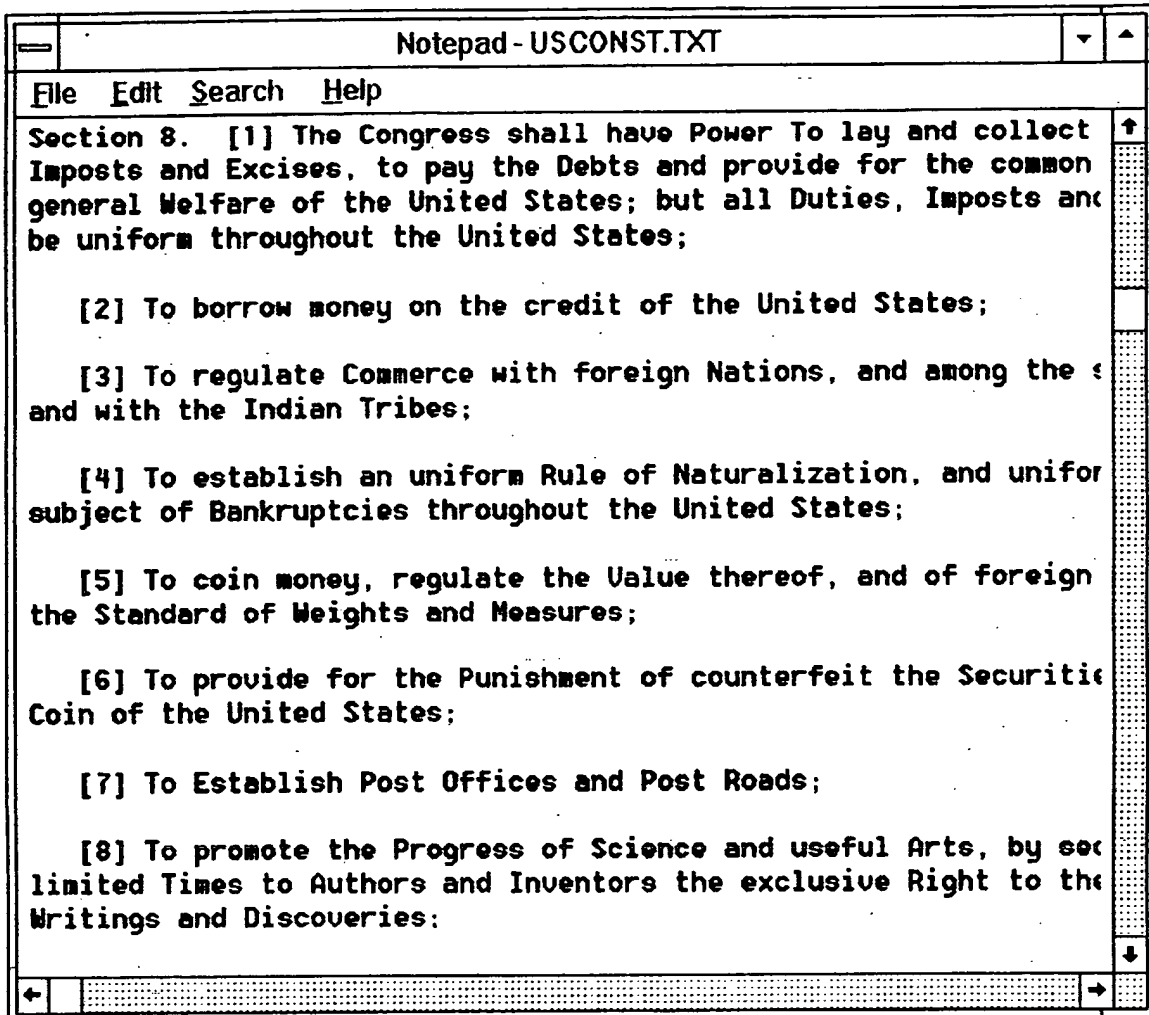 Notepad - USCONST.TXT
File Edit Search Help
Section 8. [1] The Congress shall have Power To lay and collect
Imposts and Excises, to pay the Debts and provide for the common
general Welfare of the United States; but all Duties, Imposts and
be uniform throughout the United States;
[2] To borrow money on the credit of the United States;
[3] To regulate Commerce with foreign Nations, and among the s
and with the Indian Tribes;
[4] To establish an uniform Rule of Naturalization, and unifor
subject of Bankruptcies throughout the United States;
[5] To coin money, regulate the Value thereof, and of foreign
the Standard of Weights and Measures;
[6] To provide for the Punishment of counterfeit the Securitie
Coin of the United States;
[7] To Establish Post Offices and Post Roads;
[8] To promote the Progress of Science and useful Arts, by sec
limited Times to Authors and Inventors the exclusive Right to the
Writings and Discoveries;